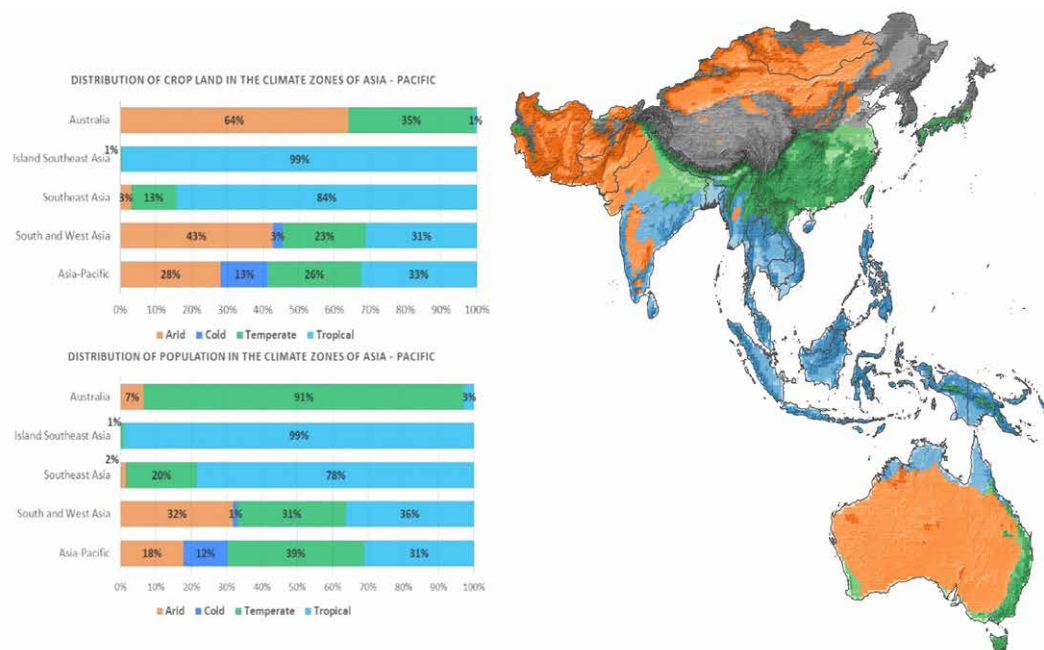 DISTRIBUTION OF CROP LAND IN THE CLIMATE ZONES OF ASIA - PACIFIC
Australia 64% 35% 1%
Island Southeast Asia 1% 99%
Southeast Asia 3% 13% 84%
South and West Asia 43% 3% 23% 31%
Asia-Pacific 28% 13% 26% 33%
0% 10% 20% 30% 40% 50% 60% 70% 80% 90% 100%
Arid Cold Temperate Tropical
DISTRIBUTION OF POPULATION IN THE CLIMATE ZONES OF ASIA - PACIFIC
Australia 7% 91% 3%
Island Southeast Asia 1% 99%
Southeast Asia 2% 20% 78%
South and West Asia 32% 1% 31% 36%
Asia-Pacific 18% 12% 39% 31%
0% 10% 20% 30% 40% 50% 60% 70% 80% 90% 100%
Arid Cold Temperate Tropical